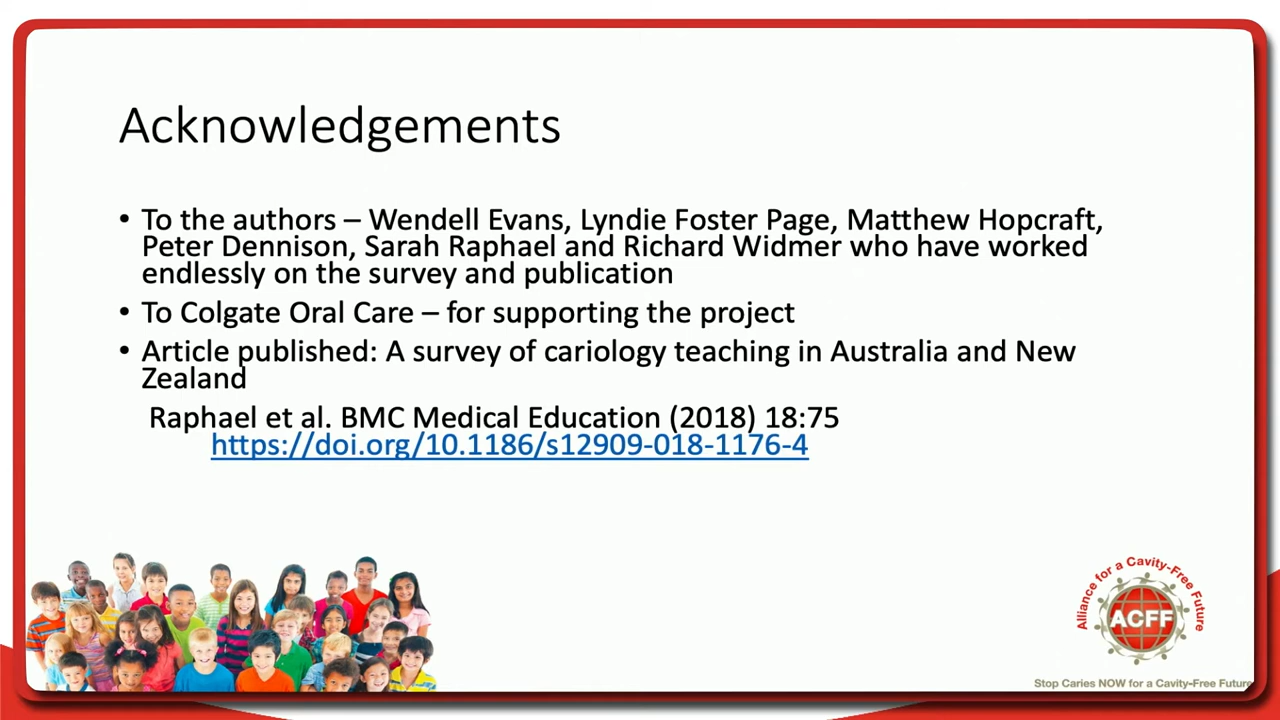 Acknowledgements
• To the authors – Wendell Evans, Lyndie Foster Page, Matthew Hopcraft,
Peter Dennison, Sarah Raphael and Richard Widmer who have worked
endlessly on the survey and publication
• To Colgate Oral Care – for supporting the project
• Article published: A survey of cariology teaching in Australia and New
Zealand
Raphael et al. BMC Medical Education (2018) 18:75
https://doi.org/10.1186/s12909-018-1176-4
Alliance for a Cavity-Free Future
ACFF
Stop Caries NOW for a Cavity-Free Future